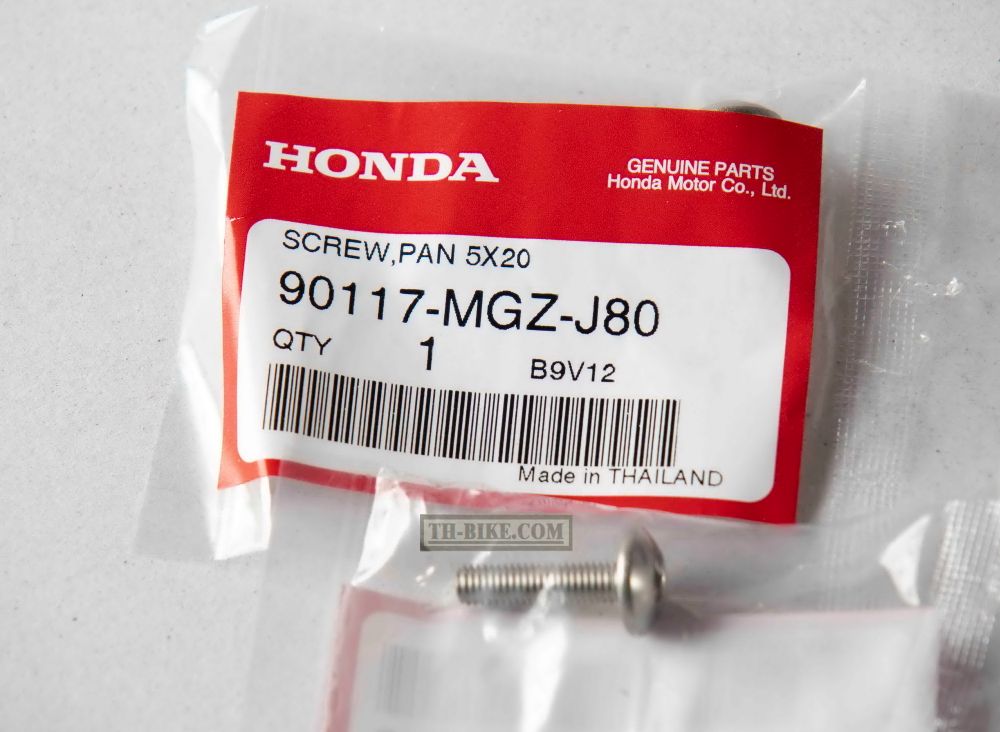 HONDA
GENUINE PARTS
Honda Motor Co., Ltd.
SCREW,PAN 5X20
90117-MGZ-J80
QTY 1 B9V12
Made in THAILAND
TH-BIKE.COM